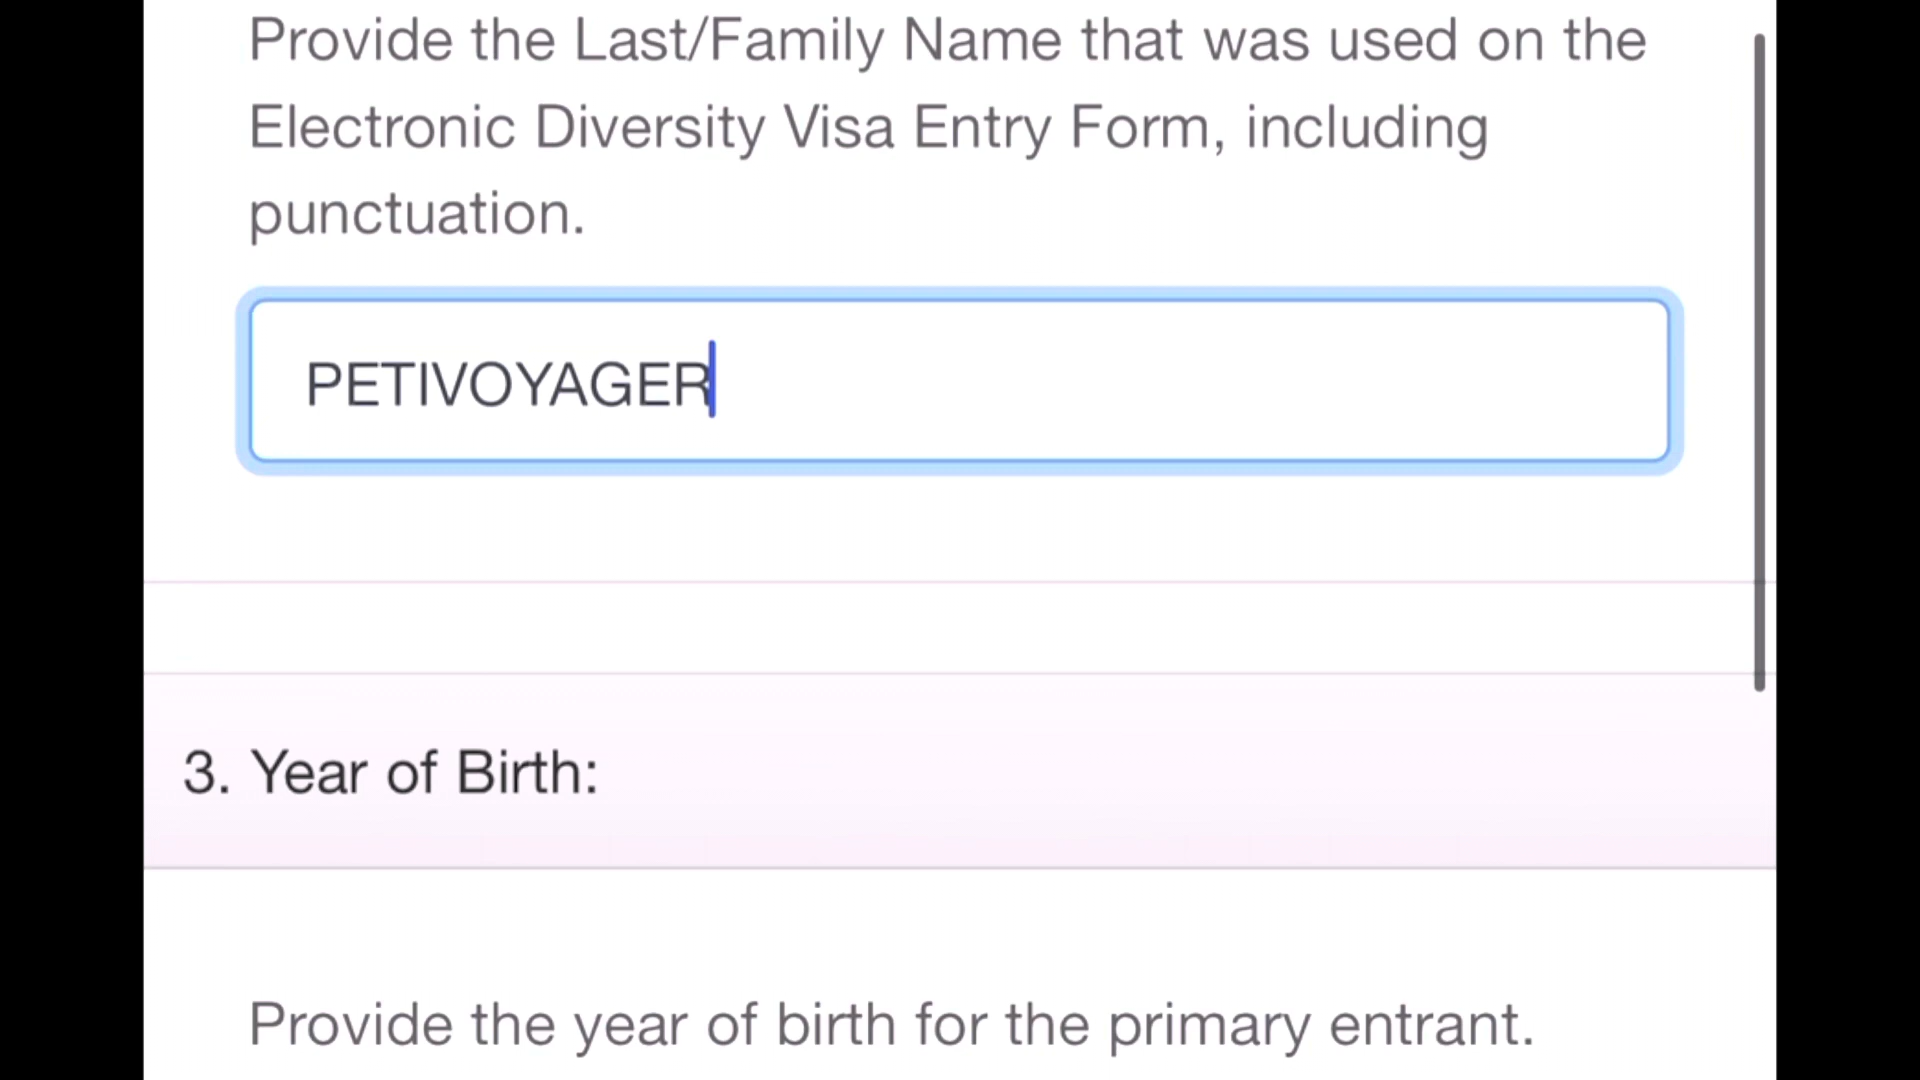 Provide the Last/Family Name that was used on the
Electronic Diversity Visa Entry Form, including
punctuation.
PETIVOYAGER
3. Year of Birth:
Provide the year of birth for the primary entrant.